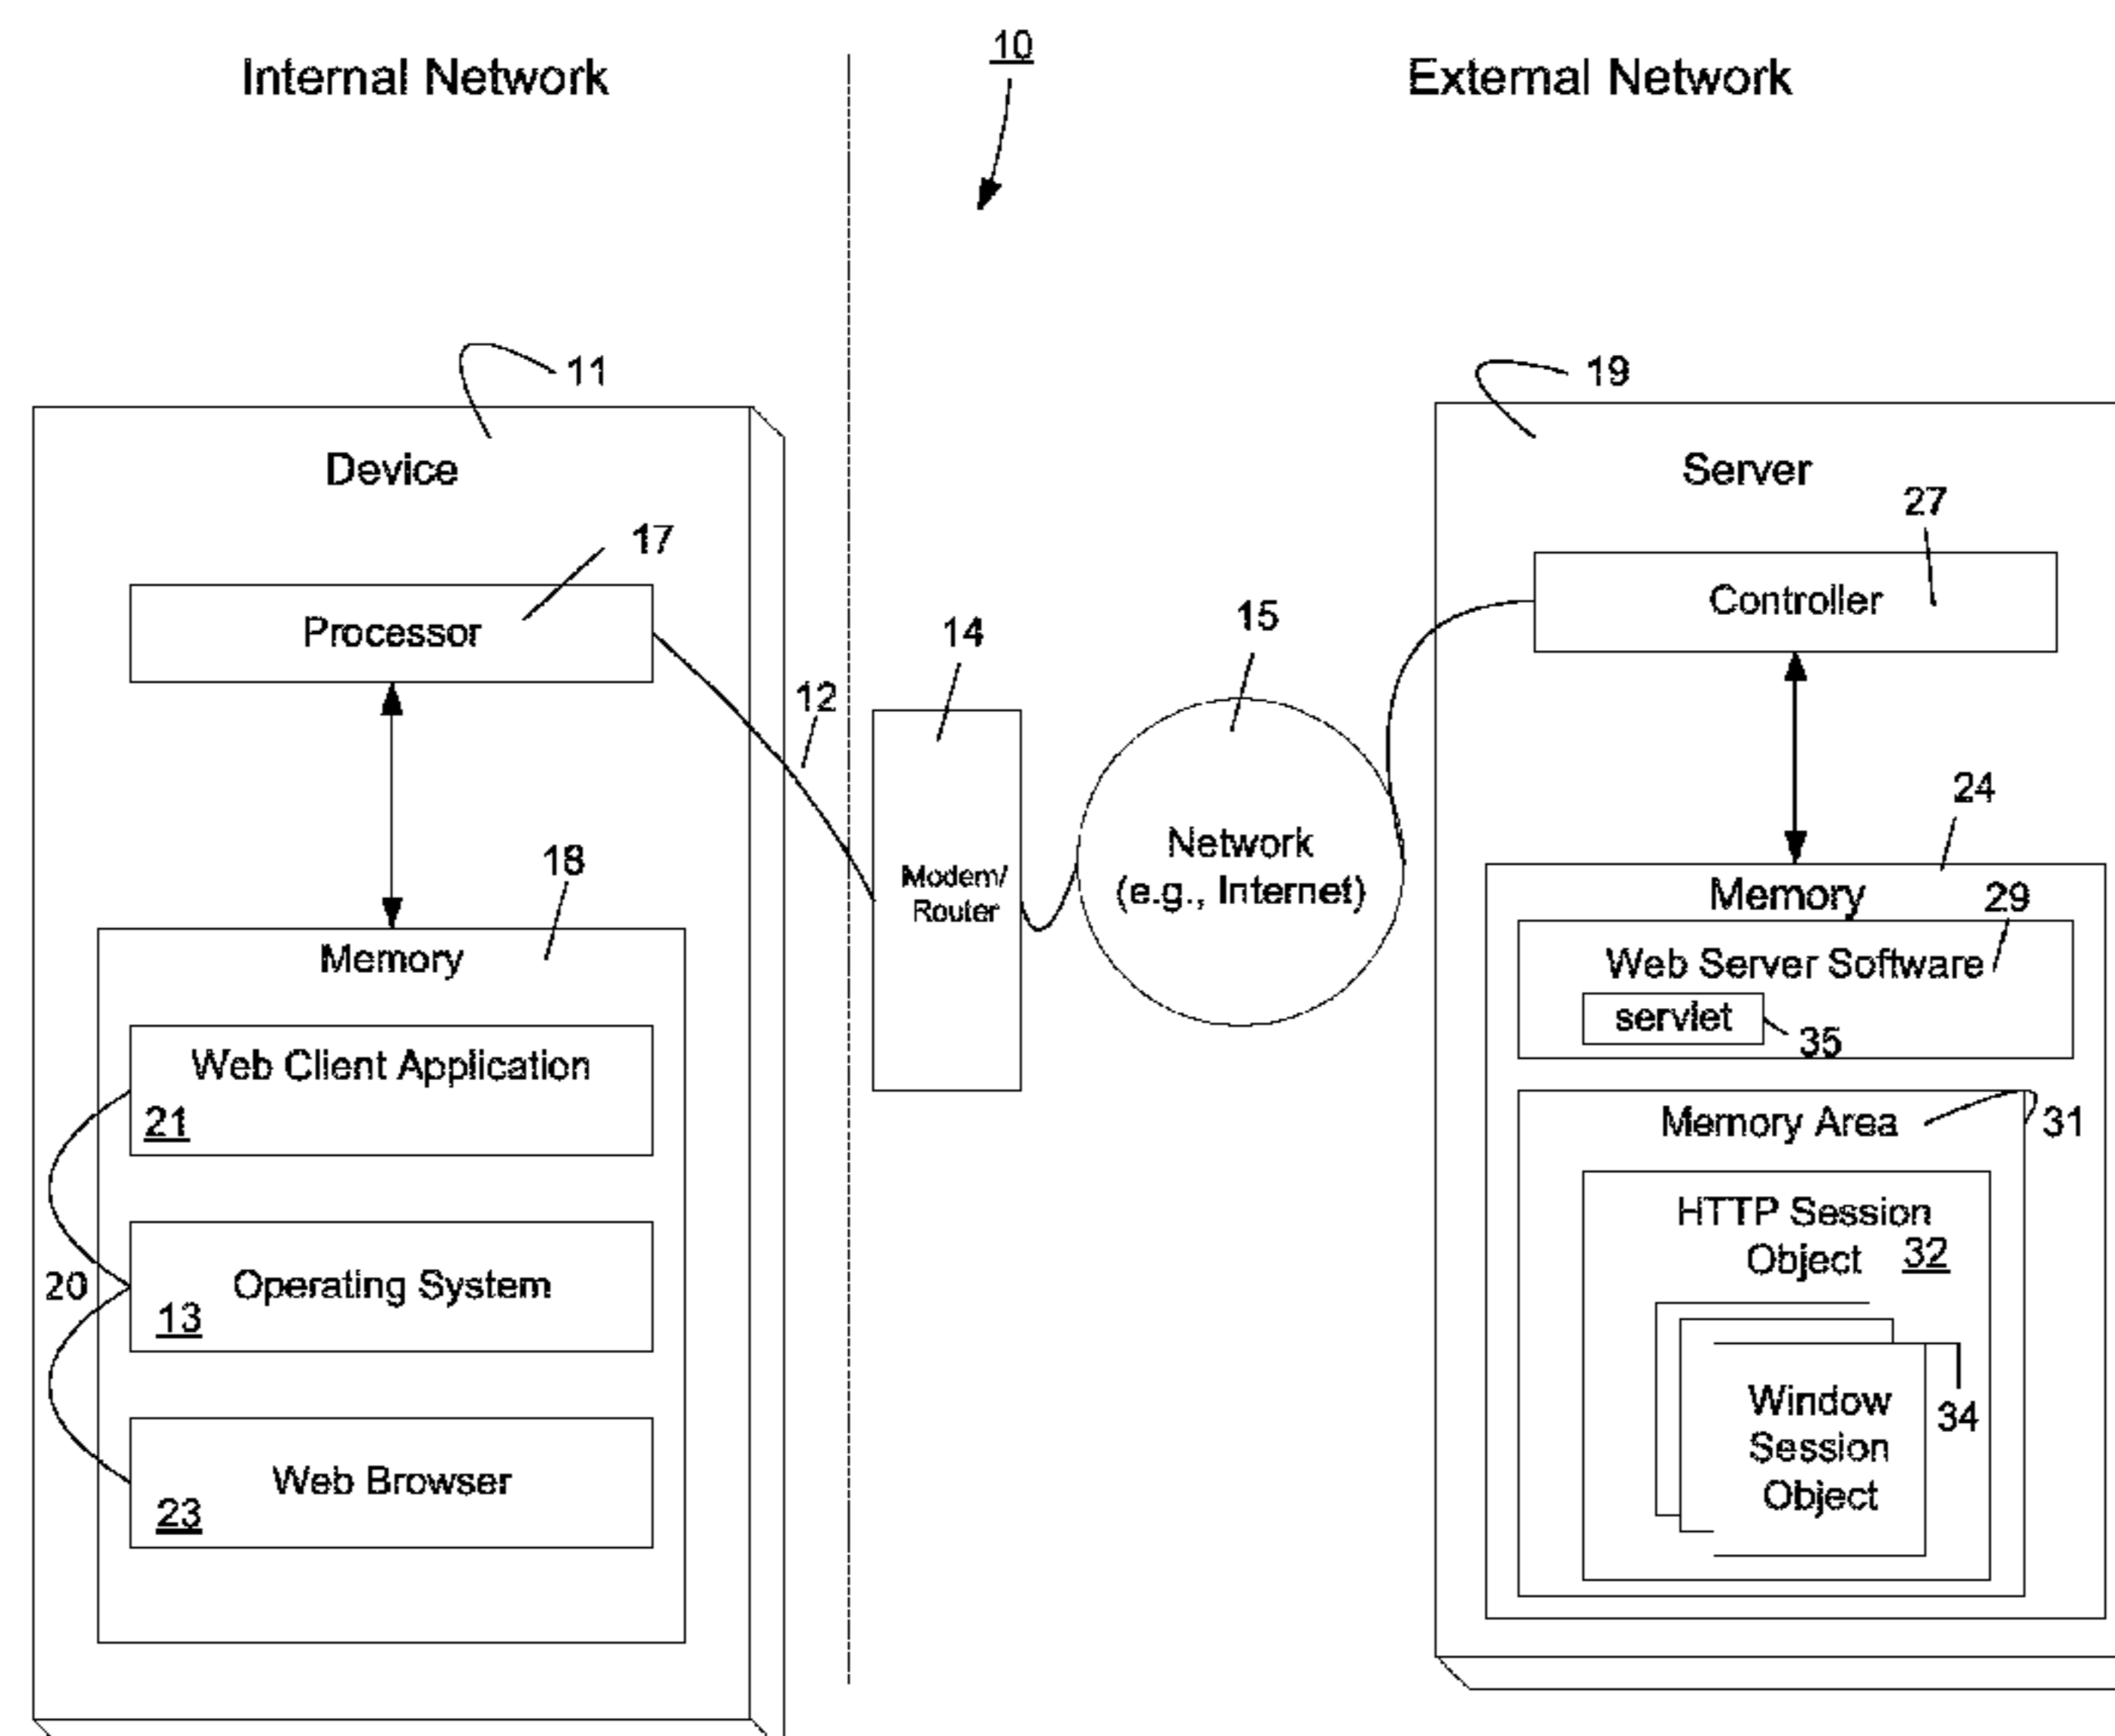 10
Internal Network
External Network
11
19
Device
Server
27
17
Controller
Processor
15
14
12
24
Network
(e.g., Internet)
18
Modem/
Router
Memory
29
Memory
Web Server Software
servlet
35
Web Client Application
21
Memory Area
31
HTTP Session
Object 32
20
Operating System
13
Window
34
Session
Object
Web Browser
23